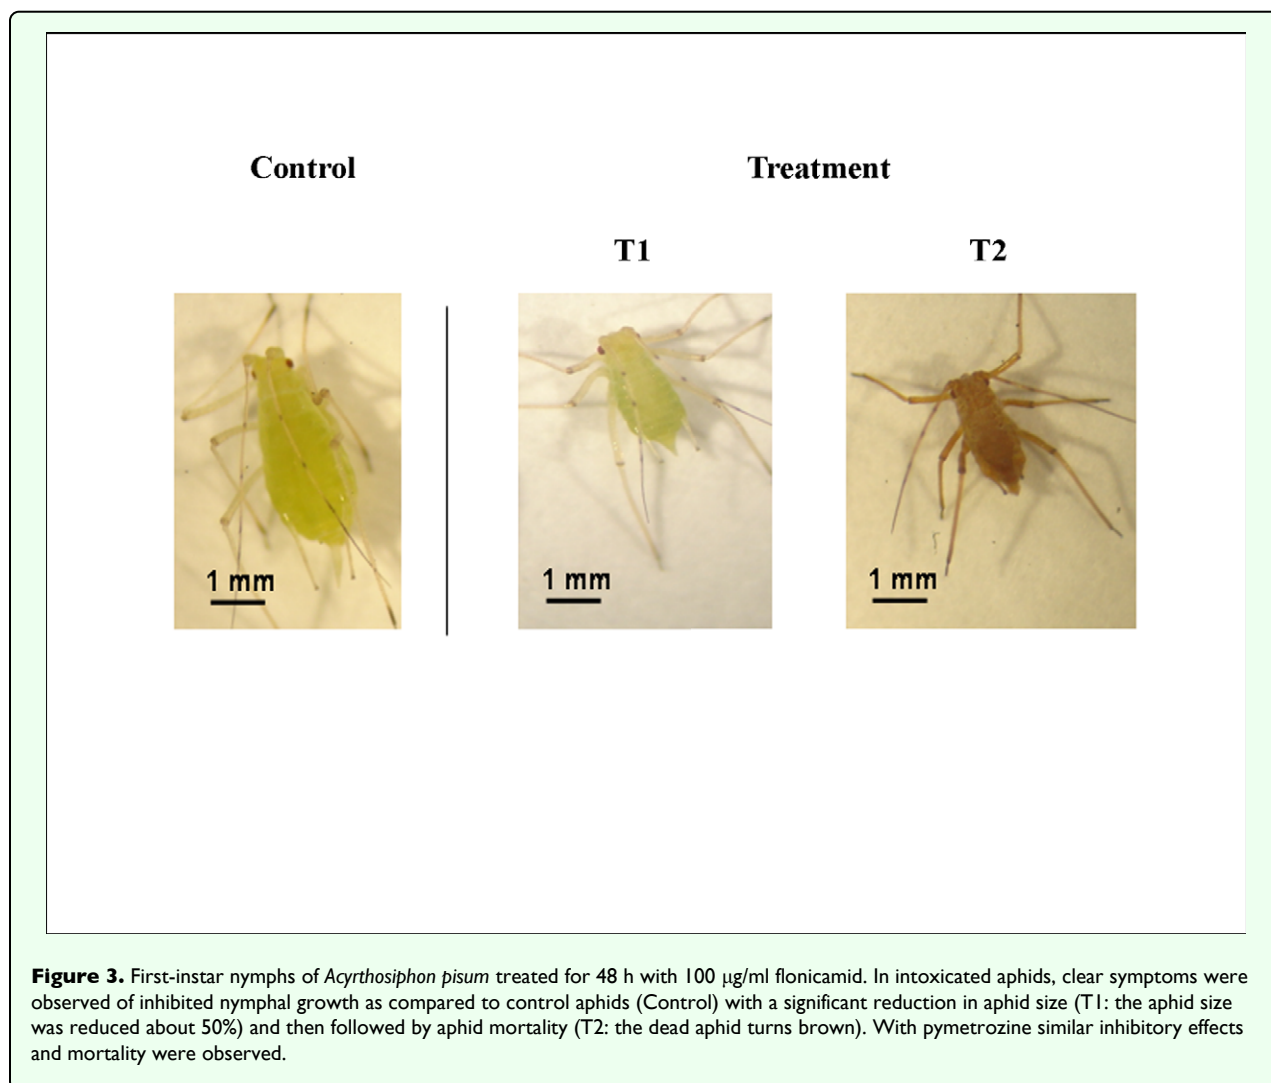 Control
Treatment
T1
T2
1 mm
1 mm
1 mm
Figure 3. First-instar nymphs of Acyrthosiphon pisum treated for 48 h with 100 μg/ml flonicamid. In intoxicated aphids, clear symptoms were
observed of inhibited nymphal growth as compared to control aphids (Control) with a significant reduction in aphid size (T1: the aphid size
was reduced about 50%) and then followed by aphid mortality (T2: the dead aphid turns brown). With pymetrozine similar inhibitory effects
and mortality were observed.